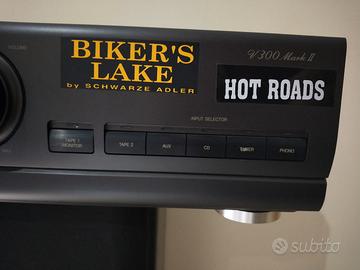 VOLUME
BIKER'S
LAKE
by SCHWARZE ADLER
V300 Mark II
HOT ROADS
INPUT SELECTOR
TAPE 1
MONITOR
TAPE 2
AUX
CD
TUNER
PHONO
subito